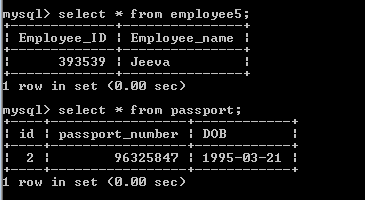 mysql> select * from employee5;
+-------------+---------------+
| Employee_ID | Employee_name |
+-------------+---------------+
|      393539 | Jeeva         |
+-------------+---------------+
1 row in set (0.00 sec)
mysql> select * from passport;
+----+-----------------+------------+
| id | passport_number | DOB        |
+----+-----------------+------------+
|  2 |        96325847 | 1995-03-21 |
+----+-----------------+------------+
1 row in set (0.00 sec)